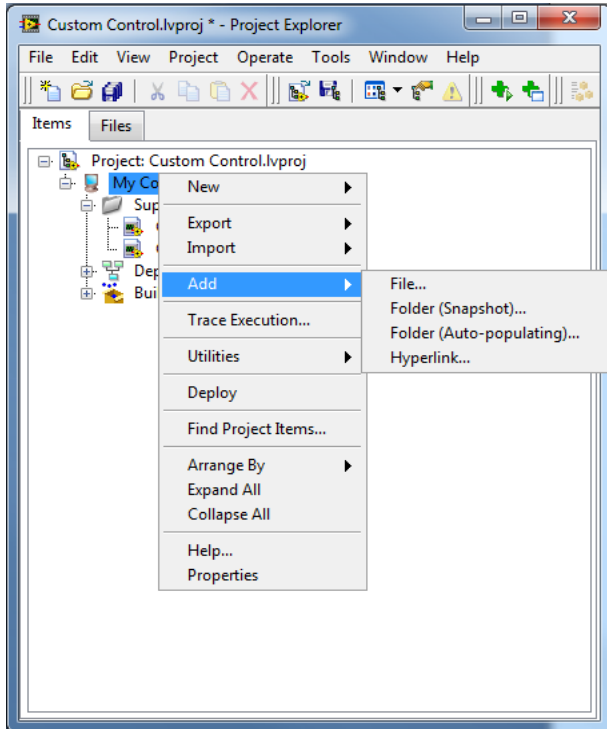 Custom Control.lvproj * - Project Explorer
File Edit View Project Operate Tools Window Help
Items Files
Project: Custom Control.lvproj
My Co
Sup
Dep
Bui
New
Export
Import
Add
Trace Execution...
Utilities
Deploy
Find Project Items...
Arrange By
Expand All
Collapse All
Help...
Properties
File...
Folder (Snapshot)...
Folder (Auto-populating)...
Hyperlink...